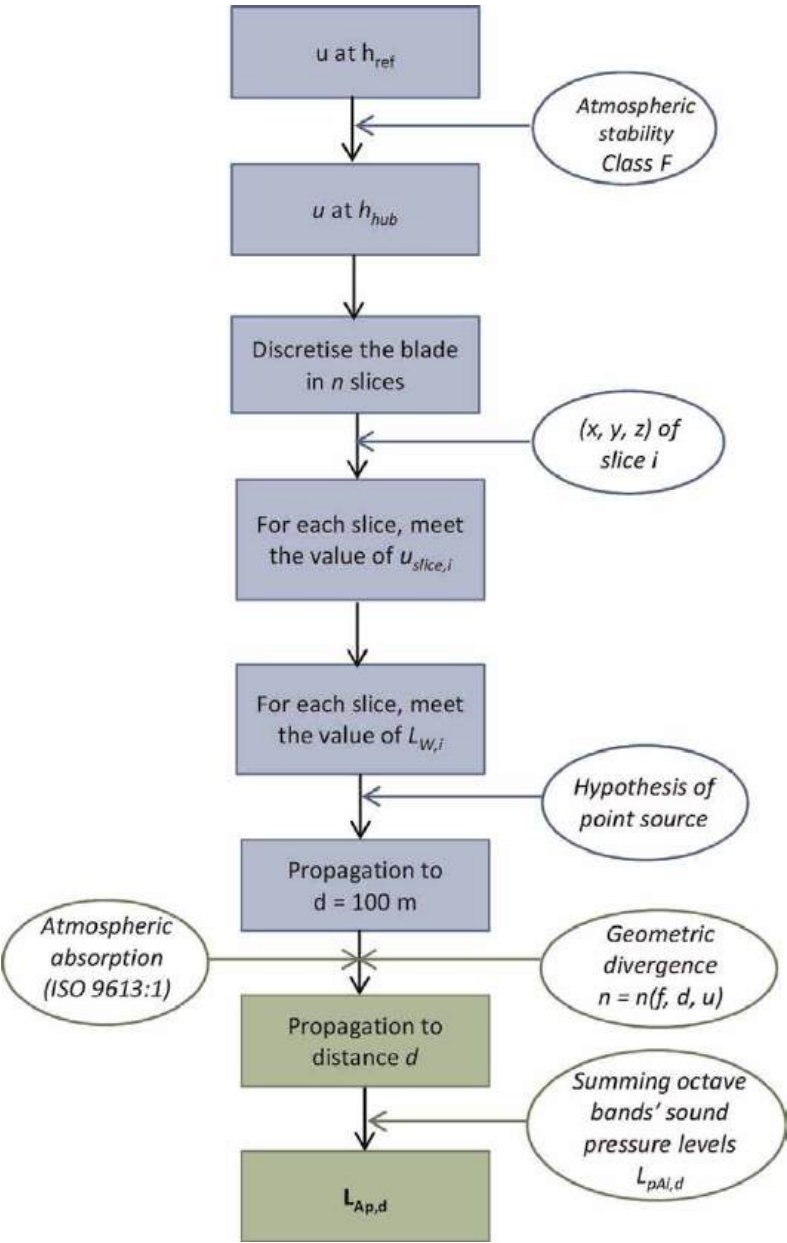 u at h_ref
Atmospheric
stability
Class F
u at h_hub
Discretise the blade
in n slices
(x, y, z) of
slice i
For each slice, meet
the value of u_slice,i
For each slice, meet
the value of L_W,i
Hypothesis of
point source
Propagation to
d = 100 m
Atmospheric
absorption
(ISO 9613:1)
Geometric
divergence
n = n(f, d, u)
Propagation to
distance d
Summing octave
bands' sound
pressure levels
L_pAi,d
L_Ap,d